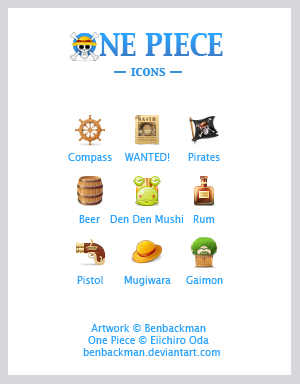 ONE PIECE
— ICONS —
Compass WANTED! Pirates
Beer Den Den Mushi Rum
Pistol Mugiwara Gaimon
Artwork © Benbackman
One Piece © Eiichiro Oda
benbackman.deviantart.com